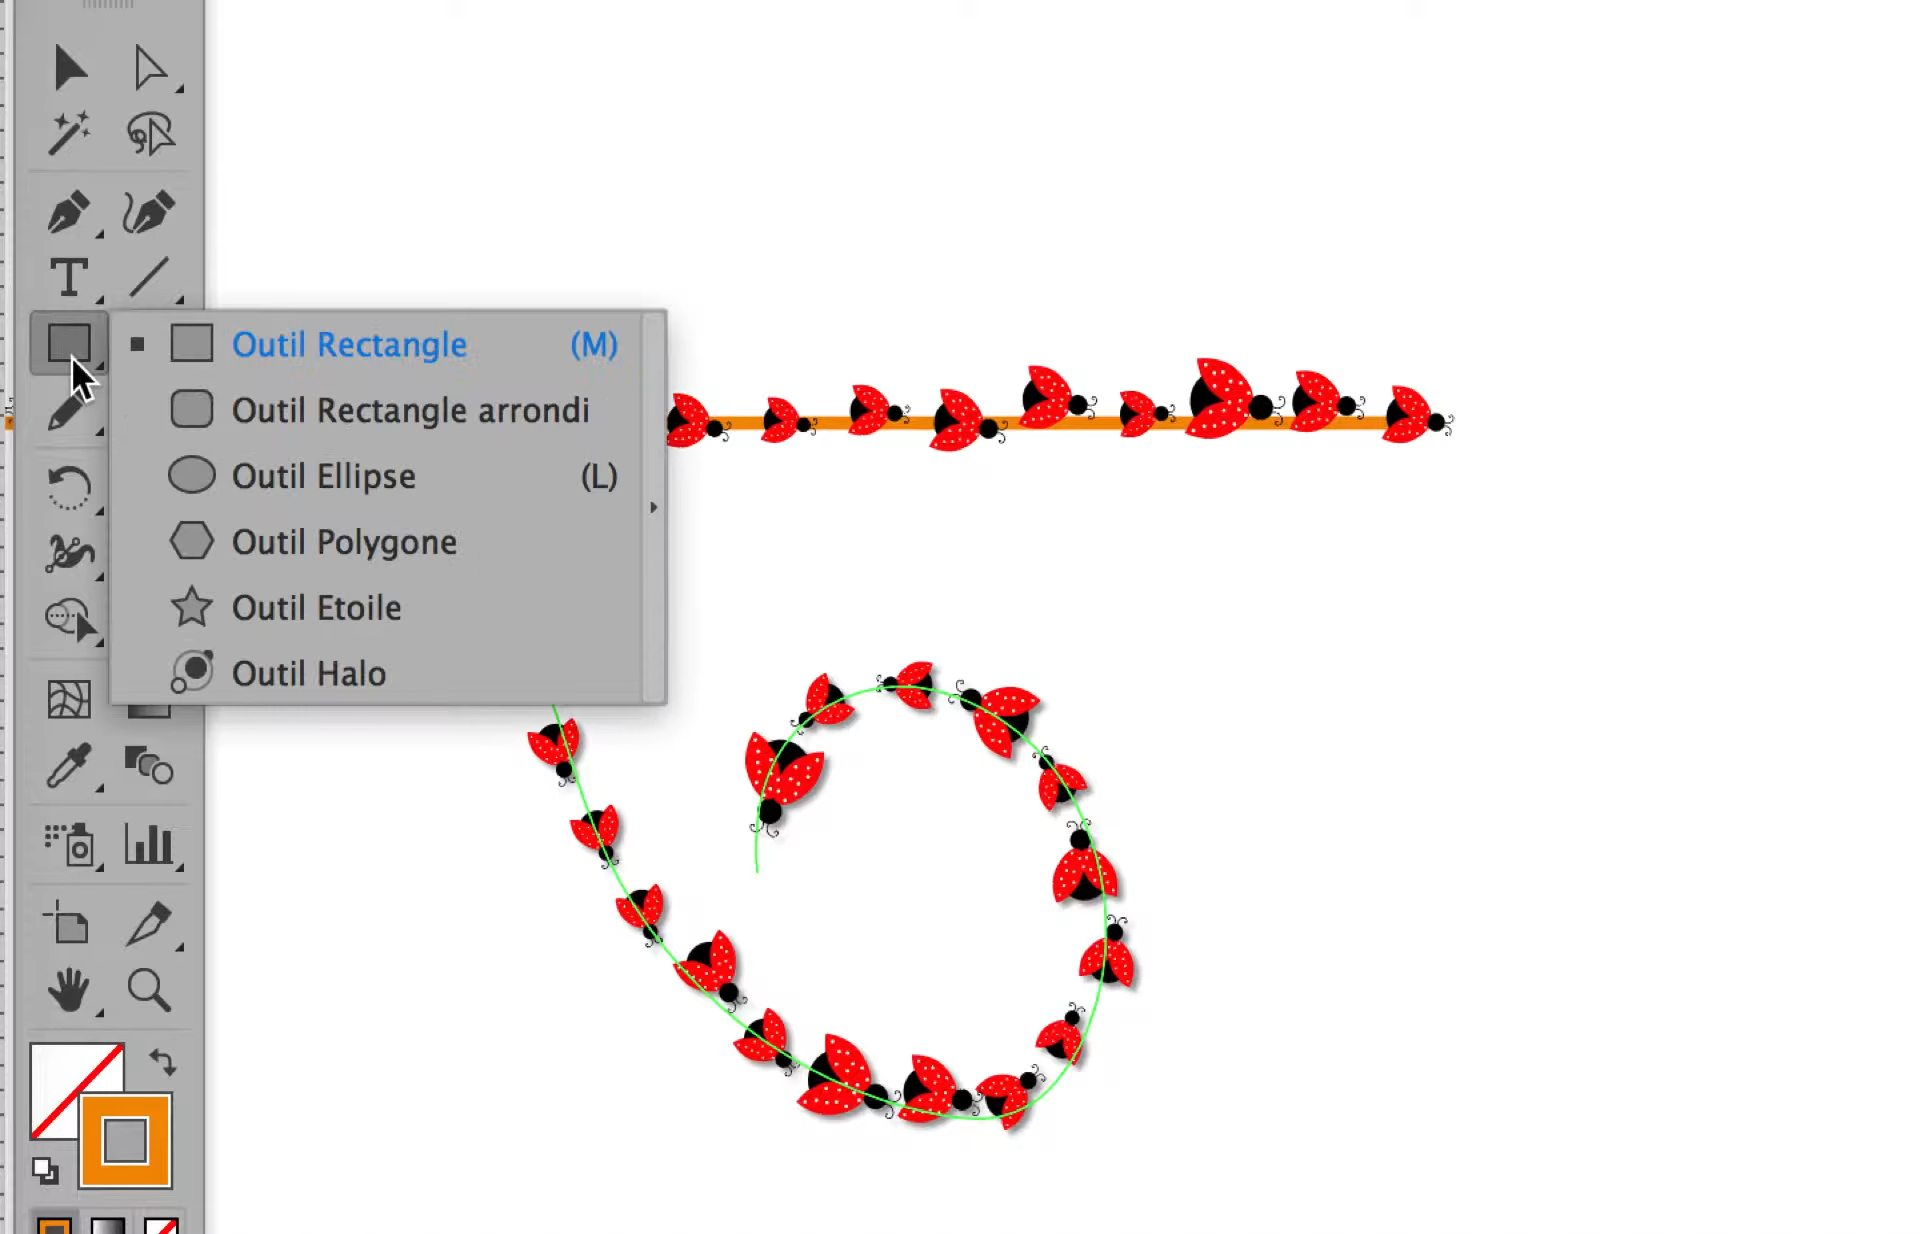 Outil Rectangle (M)
Outil Rectangle arrondi
Outil Ellipse (L)
Outil Polygone
Outil Etoile
Outil Halo